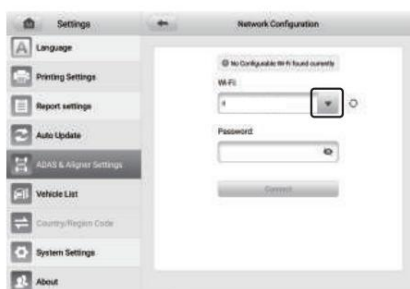 Settings
Network Configuration
Language
Printing Settings
Report settings
Auto Update
ADAS & Aligner Settings
Vehicle List
Country/Region Code
System Settings
About
No Configurable Wi-Fi found currently
Wi-Fi:
Password:
Connect